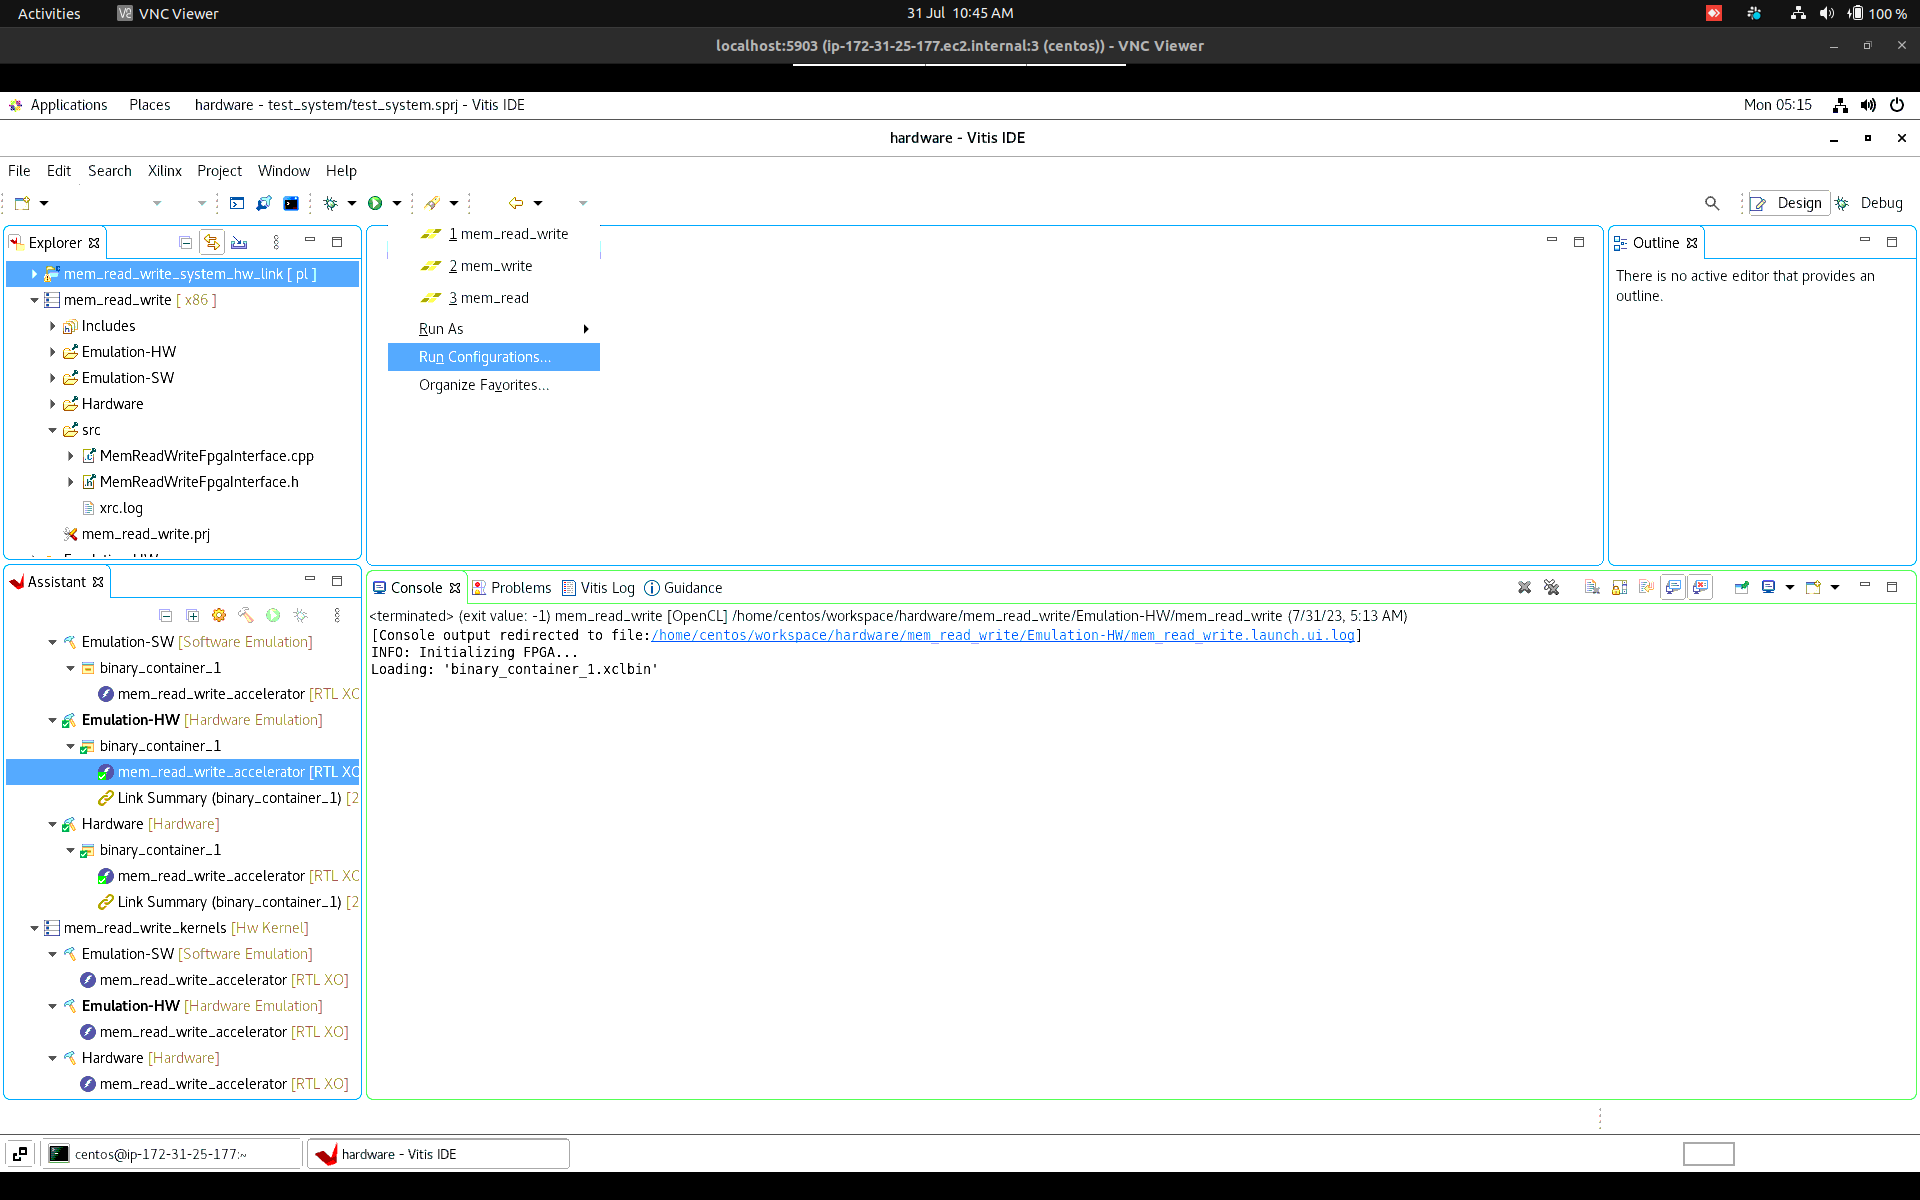 Activities VNC Viewer 31 Jul 10:45 AM 100 %
localhost:5903 (ip-172-31-25-177.ec2.internal:3 (centos)) - VNC Viewer
Applications Places hardware - test_system/test_system.sprj - Vitis IDE Mon 05:15
hardware - Vitis IDE
File Edit Search Xilinx Project Window Help
Design Debug
Explorer
mem_read_write_system_hw_link [ pl ]
mem_read_write [ x86 ]
Includes
Emulation-HW
Emulation-SW
Hardware
src
MemReadWriteFpgaInterface.cpp
MemReadWriteFpgaInterface.h
xrc.log
mem_read_write.prj
1 mem_read_write
2 mem_write
3 mem_read
Run As
Run Configurations...
Organize Favorites...
Outline
There is no active editor that provides an
outline.
Assistant
Emulation-SW [Software Emulation]
binary_container_1
mem_read_write_accelerator [RTL XO
Emulation-HW [Hardware Emulation]
binary_container_1
mem_read_write_accelerator [RTL XO
Link Summary (binary_container_1) [2
Hardware [Hardware]
binary_container_1
mem_read_write_accelerator [RTL XO
Link Summary (binary_container_1) [2
mem_read_write_kernels [Hw Kernel]
Emulation-SW [Software Emulation]
mem_read_write_accelerator [RTL XO]
Emulation-HW [Hardware Emulation]
mem_read_write_accelerator [RTL XO]
Hardware [Hardware]
mem_read_write_accelerator [RTL XO]
Console Problems Vitis Log Guidance
<terminated> (exit value: -1) mem_read_write [OpenCL] /home/centos/workspace/hardware/mem_read_write/Emulation-HW/mem_read_write (7/31/23, 5:13 AM)
[Console output redirected to file:/home/centos/workspace/hardware/mem_read_write/Emulation-HW/mem_read_write.launch.ui.log]
INFO: Initializing FPGA...
Loading: 'binary_container_1.xclbin'
centos@ip-172-31-25-177:~ hardware - Vitis IDE